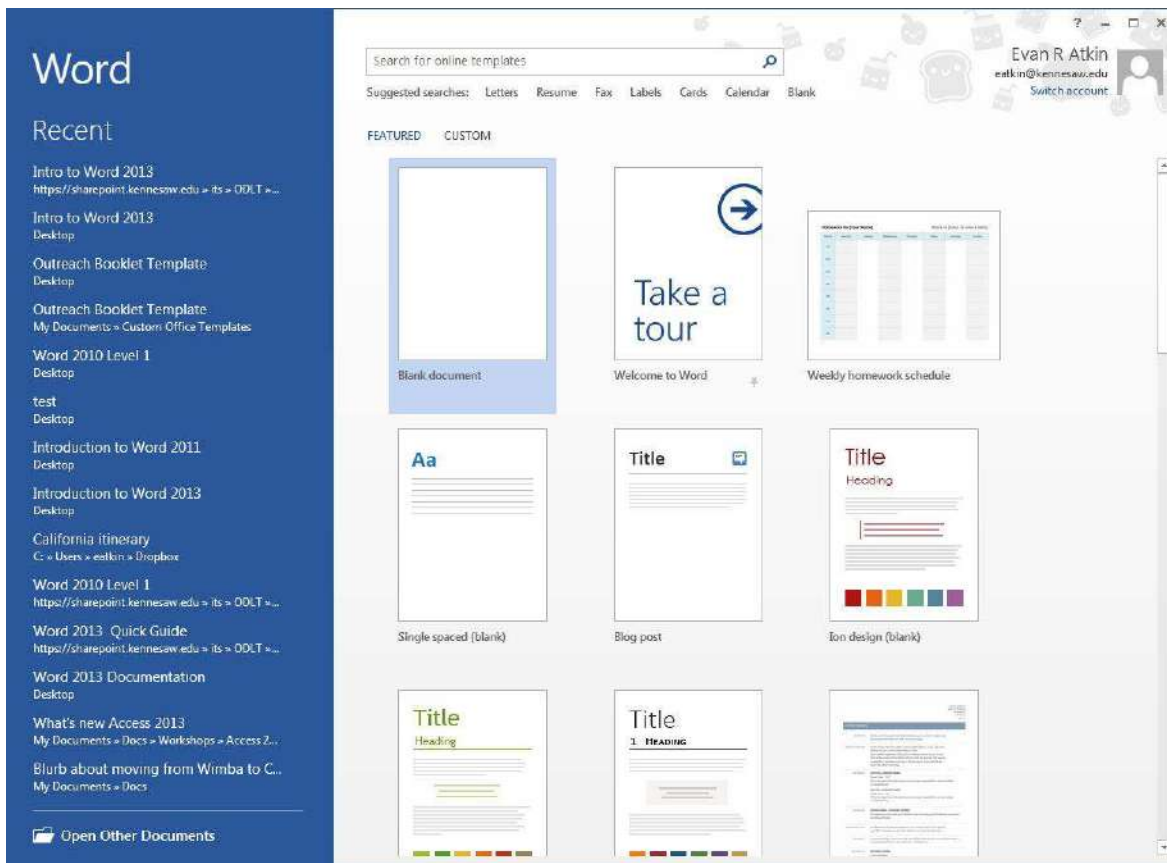 Word
Recent
Intro to Word 2013
https://sharepoint.kennesaw.edu » its » ODLT »...
Intro to Word 2013
Desktop
Outreach Booklet Template
Desktop
Outreach Booklet Template
My Documents » Custom Office Templates
Word 2010 Level 1
Desktop
test
Desktop
Introduction to Word 2011
Desktop
Introduction to Word 2013
Desktop
California itinerary
C: » Users » eatkin » Dropbox
Word 2010 Level 1
https://sharepoint.kennesaw.edu » its » ODLT »...
Word 2013 Quick Guide
https://sharepoint.kennesaw.edu » its » ODLT »...
Word 2013 Documentation
Desktop
What's new Access 2013
My Documents » Docs » Workshops » Access 2...
Blurb about moving from Wimba to C...
My Documents » Docs
Open Other Documents
?
Evan R Atkin
eatkin@kennesaw.edu
Switch account
Search for online templates
Suggested searches: Letters Resume Fax Labels Cards Calendar Blank
FEATURED CUSTOM
Take a
tour
Blank document
Welcome to Word
Weekly homework schedule
Aa
Title
Title
Heading
Single spaced (blank)
Blog post
Ion design (blank)
Title
Heading
Title
1 HEADING